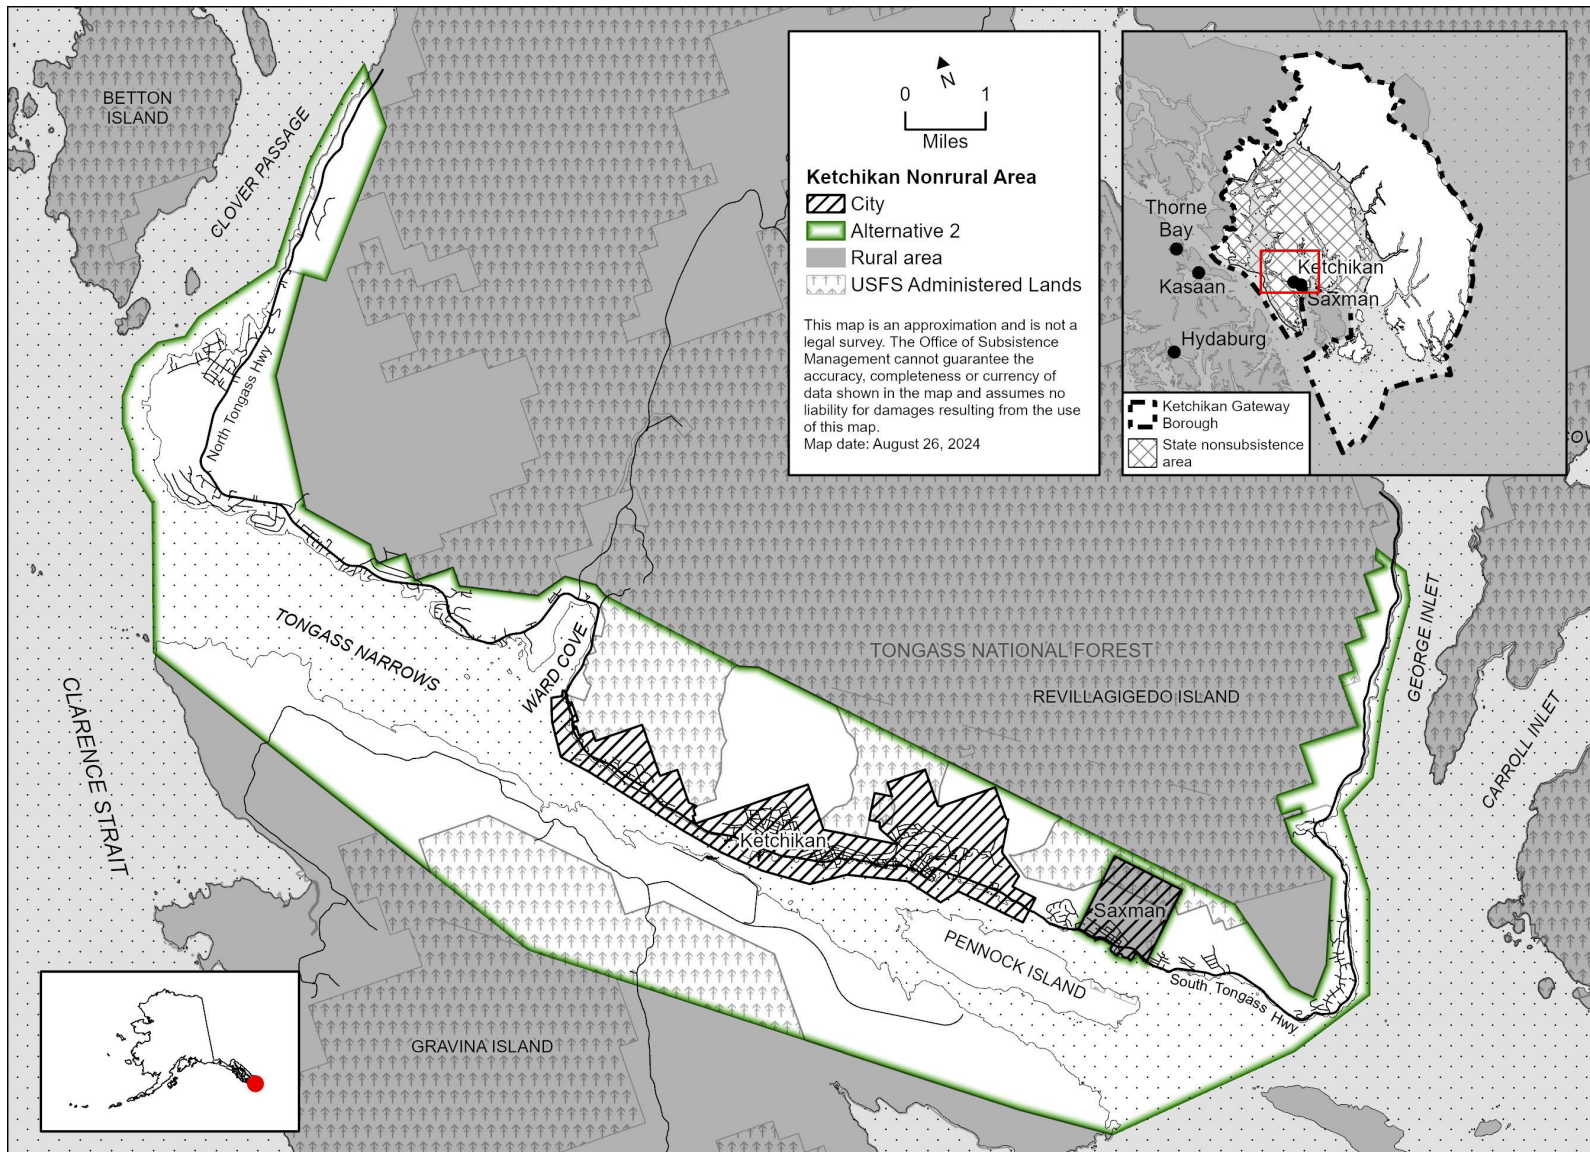 BETTON
ISLAND
CLOVER PASSAGE
North Tongass Hwy
TONGASS NARROWS
WARD COVE
CLARENCE STRAIT
TONGASS NATIONAL FOREST
REVILLAGIGEDO ISLAND
GEORGE INLET
CARROLL INLET
Ketchikan
Saxman
PENNOCK ISLAND
South Tongass Hwy
GRAVINA ISLAND
N
0 1
Miles
Ketchikan Nonrural Area
City
Alternative 2
Rural area
USFS Administered Lands
This map is an approximation and is not a
legal survey. The Office of Subsistence
Management cannot guarantee the
accuracy, completeness or currency of
data shown in the map and assumes no
liability for damages resulting from the use
of this map.
Map date: August 26, 2024
Thorne
Bay
Kasaan
Ketchikan
Saxman
Hydaburg
Ketchikan Gateway
Borough
State nonsubsistence
area